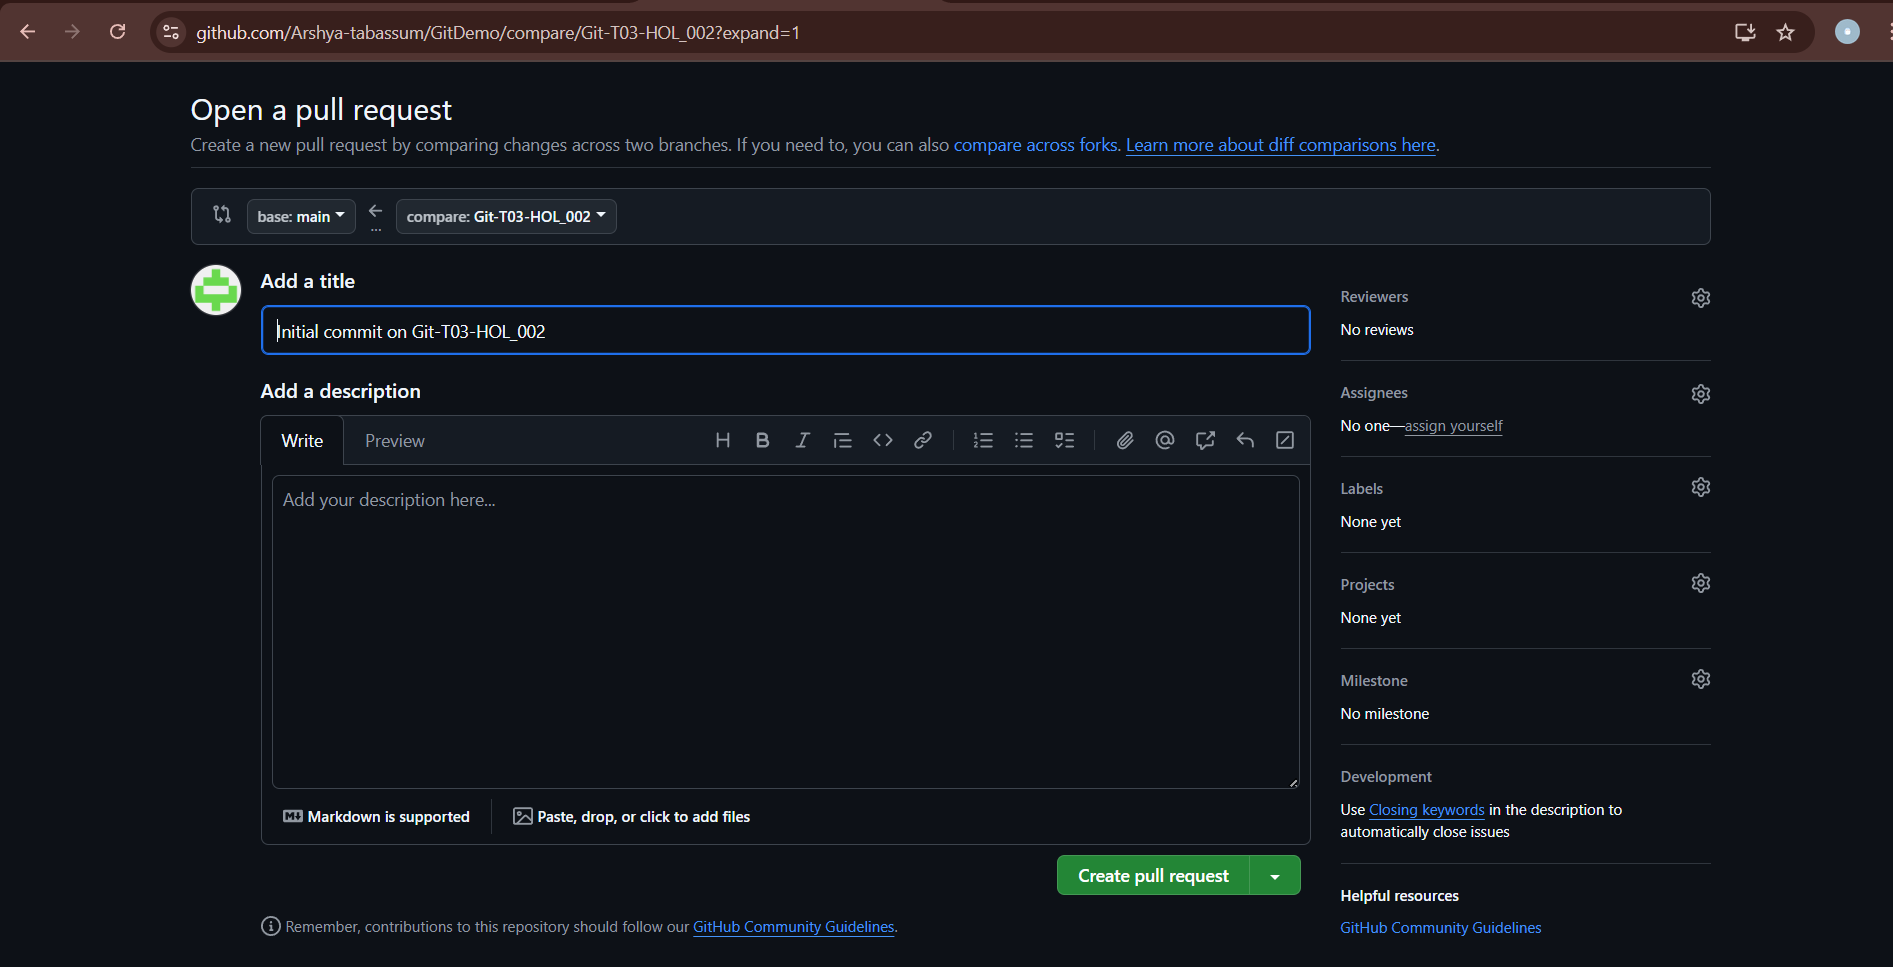 github.com/Arshya-tabassum/GitDemo/compare/Git-T03-HOL_002?expand=1
Open a pull request
Create a new pull request by comparing changes across two branches. If you need to, you can also compare across forks. Learn more about diff comparisons here.
base: main
...
compare: Git-T03-HOL_002
Add a title
Initial commit on Git-T03-HOL_002
Add a description
Write
Preview
Add your description here...
Markdown is supported
Paste, drop, or click to add files
Create pull request
Remember, contributions to this repository should follow our GitHub Community Guidelines.
Reviewers
No reviews
Assignees
No one—assign yourself
Labels
None yet
Projects
None yet
Milestone
No milestone
Development
Use Closing keywords in the description to
automatically close issues
Helpful resources
GitHub Community Guidelines